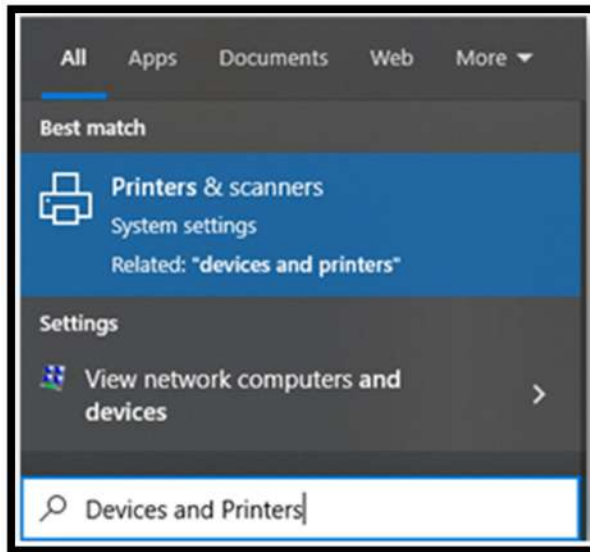 All Apps Documents Web More
Best match
Printers & scanners
System settings
Related: "devices and printers"
Settings
View network computers and
devices
Devices and Printers